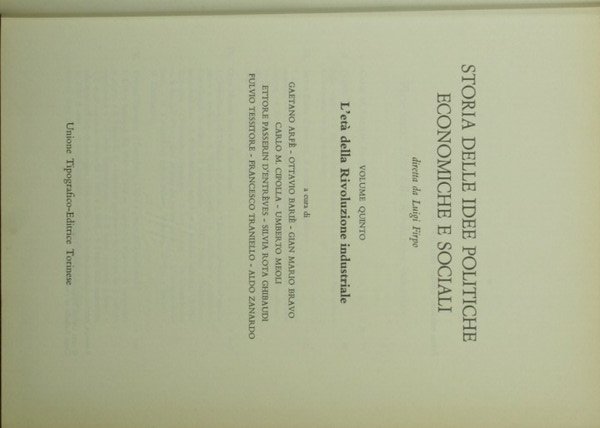 STORIA DELLE IDEE POLITICHE
ECONOMICHE E SOCIALI
diretta da Luigi Firpo
VOLUME QUINTO
L'età della Rivoluzione industriale
a cura di
GAETANO ARFÈ - OTTAVIO BARIÈ - GIAN MARIO BRAVO
CARLO M. CIPOLLA - UMBERTO MEOLI
ETTORE PASSERIN D'ENTRÈVES - SILVIA ROTA GHIBAUDI
FULVIO TESSITORE - FRANCESCO TRANIELLO - ALDO ZANARDO
Unione Tipografico-Editrice Torinese